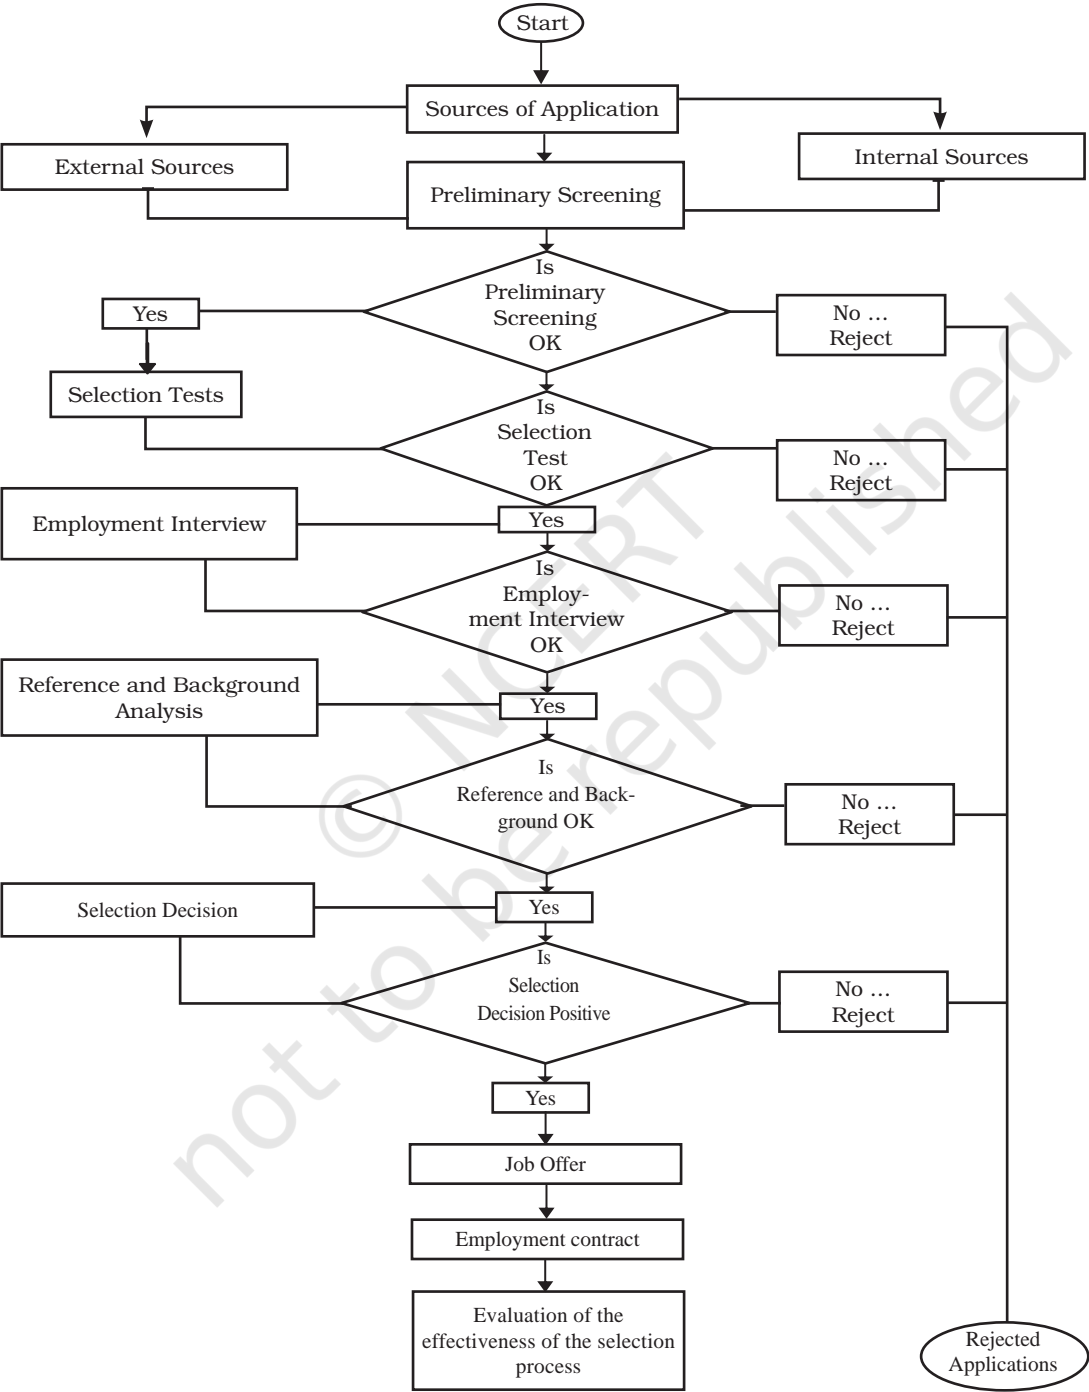 Start
Sources of Application
External Sources
Internal Sources
Preliminary Screening
Is
Preliminary
Screening
OK
Yes
No ...
Reject
Selection Tests
Is
Selection
Test
OK
No ...
Reject
Employment Interview
Yes
Is
Employ-
ment Interview
OK
No ...
Reject
Reference and Background
Analysis
Yes
Is
Reference and Back-
ground OK
No ...
Reject
Selection Decision
Yes
Is
Selection
Decision Positive
No ...
Reject
Yes
Job Offer
Employment contract
Evaluation of the
effectiveness of the selection
process
Rejected
Applications
© NCERT
not to be republished